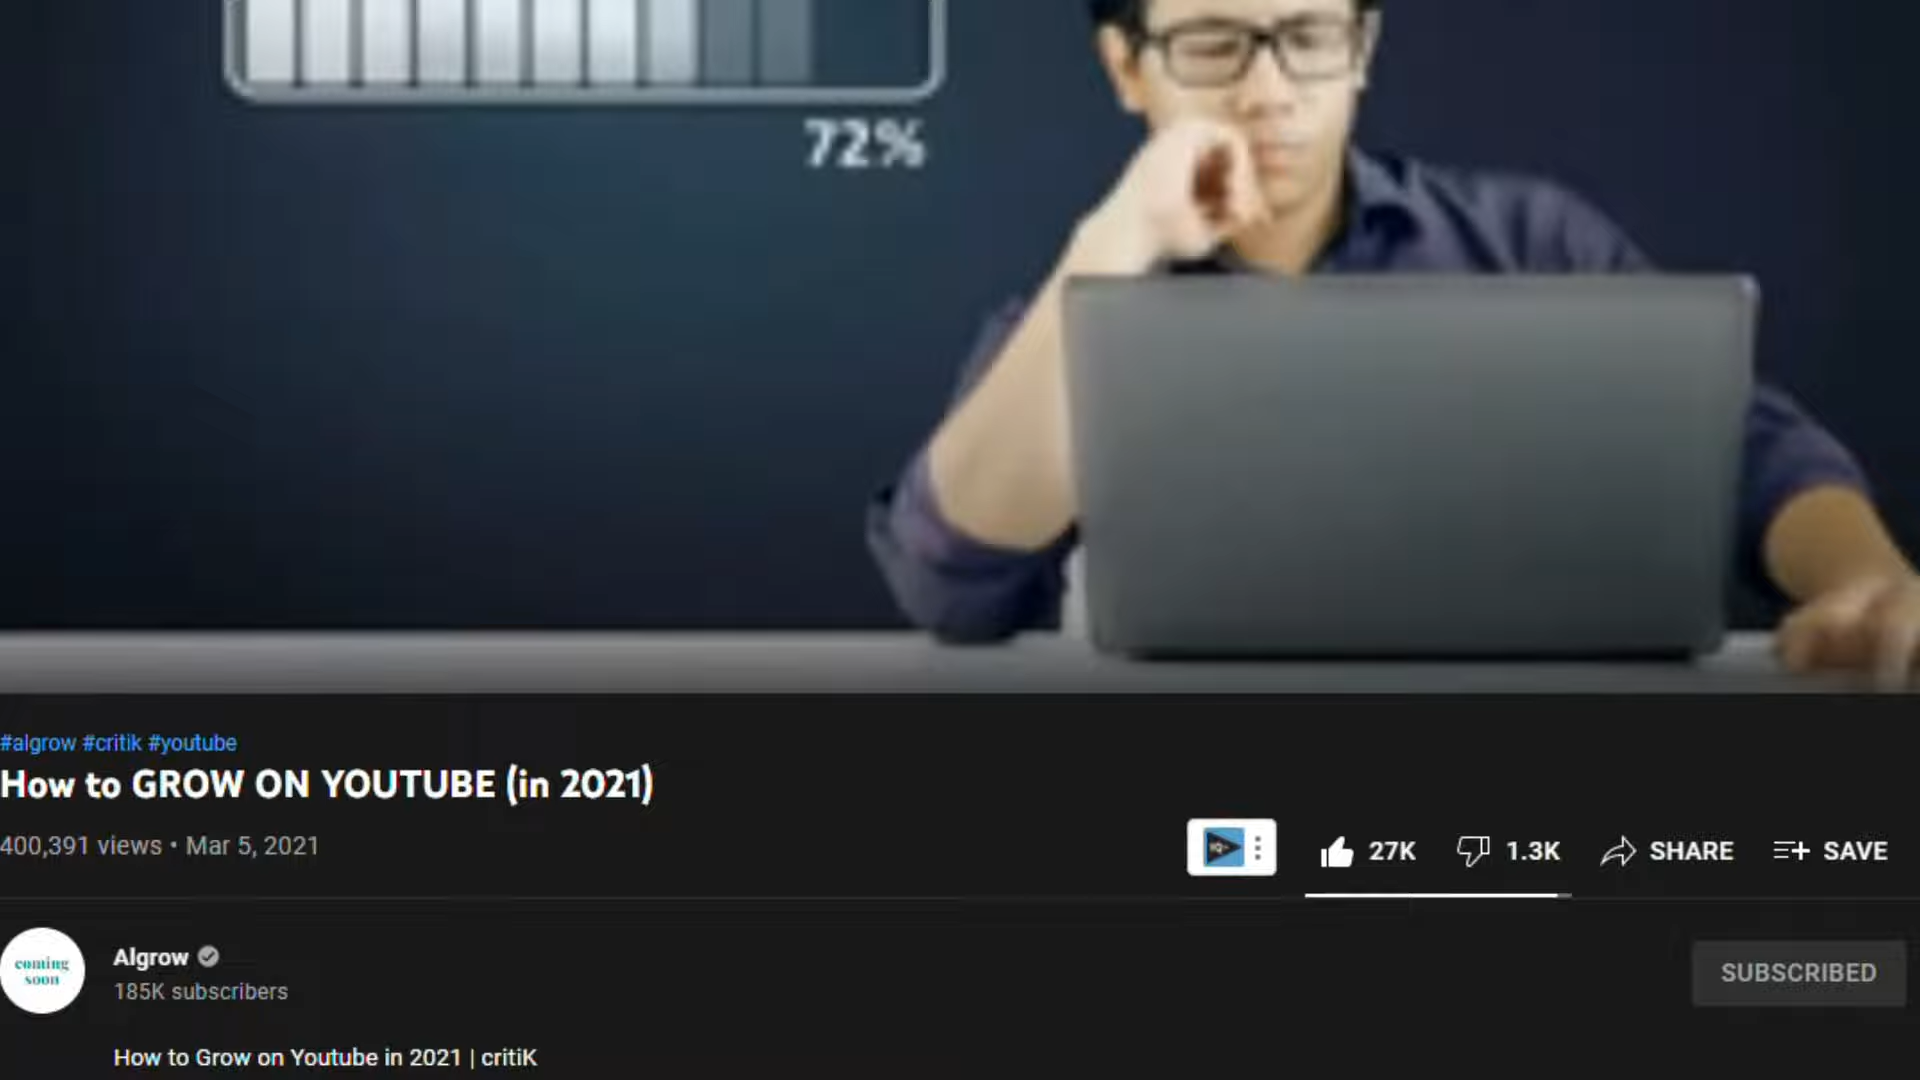 72%
#algrow #critik #youtube
How to GROW ON YOUTUBE (in 2021)
400,391 views • Mar 5, 2021
27K 1.3K SHARE SAVE
coming
soon
Algrow
185K subscribers
SUBSCRIBED
How to Grow on Youtube in 2021 | critiK